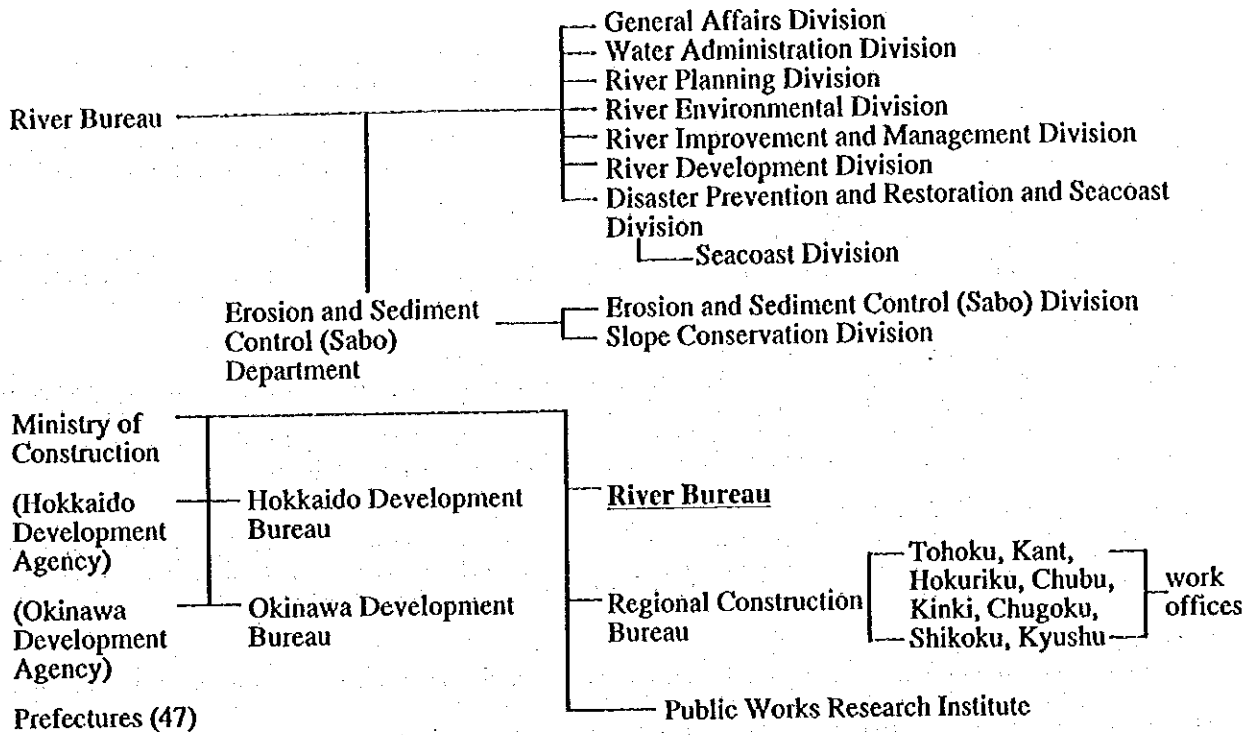 General Affairs Division
Water Administration Division
River Planning Division
River Bureau
River Environmental Division
River Improvement and Management Division
River Development Division
Disaster Prevention and Restoration and Seacoast
Division
Seacoast Division
Erosion and Sediment
Control (Sabo)
Department
Erosion and Sediment Control (Sabo) Division
Slope Conservation Division
Ministry of
Construction
(Hokkaido
Development
Agency)
Hokkaido Development
Bureau
(Okinawa
Development
Agency)
Okinawa Development
Bureau
Prefectures (47)
River Bureau
Regional Construction
Bureau
Tohoku, Kant,
Hokuriku, Chubu,
Kinki, Chugoku,
Shikoku, Kyushu
work
offices
Public Works Research Institute